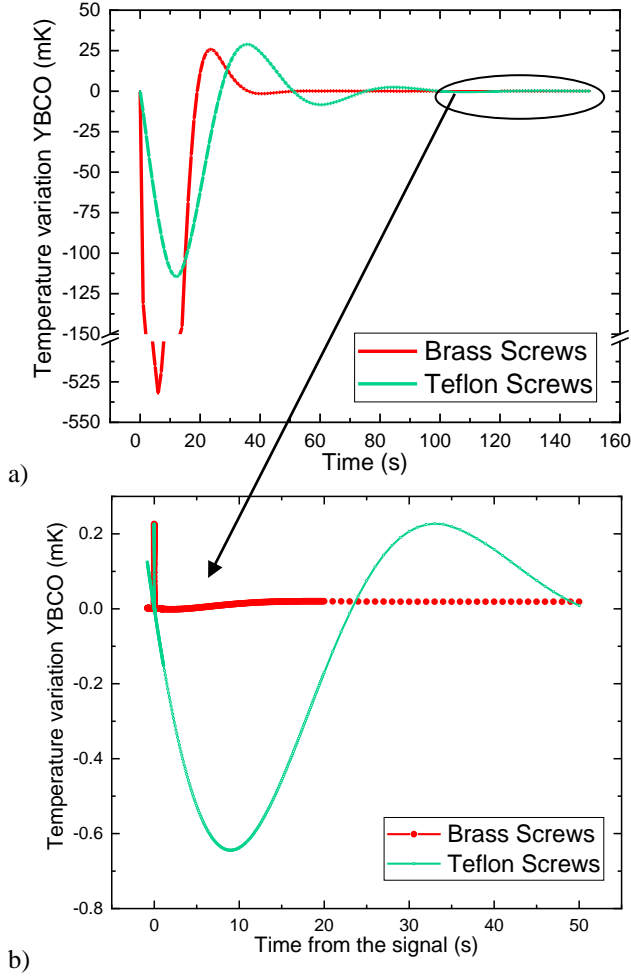 50
25
0
-25
-50
-75
-100
-125
-150
-525
-550
Temperature variation YBCO (mK)
Brass Screws
Teflon Screws
0 20 40 60 80 100 120 140 160
Time (s)
a)
0.2
0.0
-0.2
-0.4
-0.6
-0.8
Temperature variation YBCO (mK)
Brass Screws
Teflon Screws
0 10 20 30 40 50
Time from the signal (s)
b)